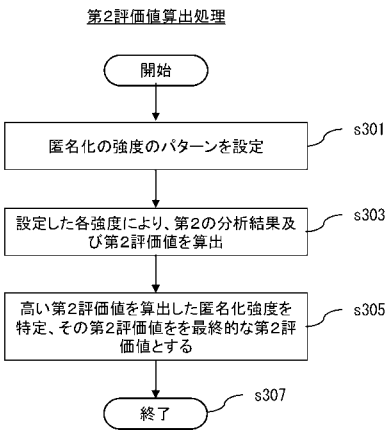 第2評価値算出処理
開始
匿名化の強度のパターンを設定
s301
設定した各強度により、第2の分析結果及
び第2評価値を算出
s303
高い第2評価値を算出した匿名化強度を
特定、その第2評価値をを最終的な第2評
価値とする
s305
終了
s307